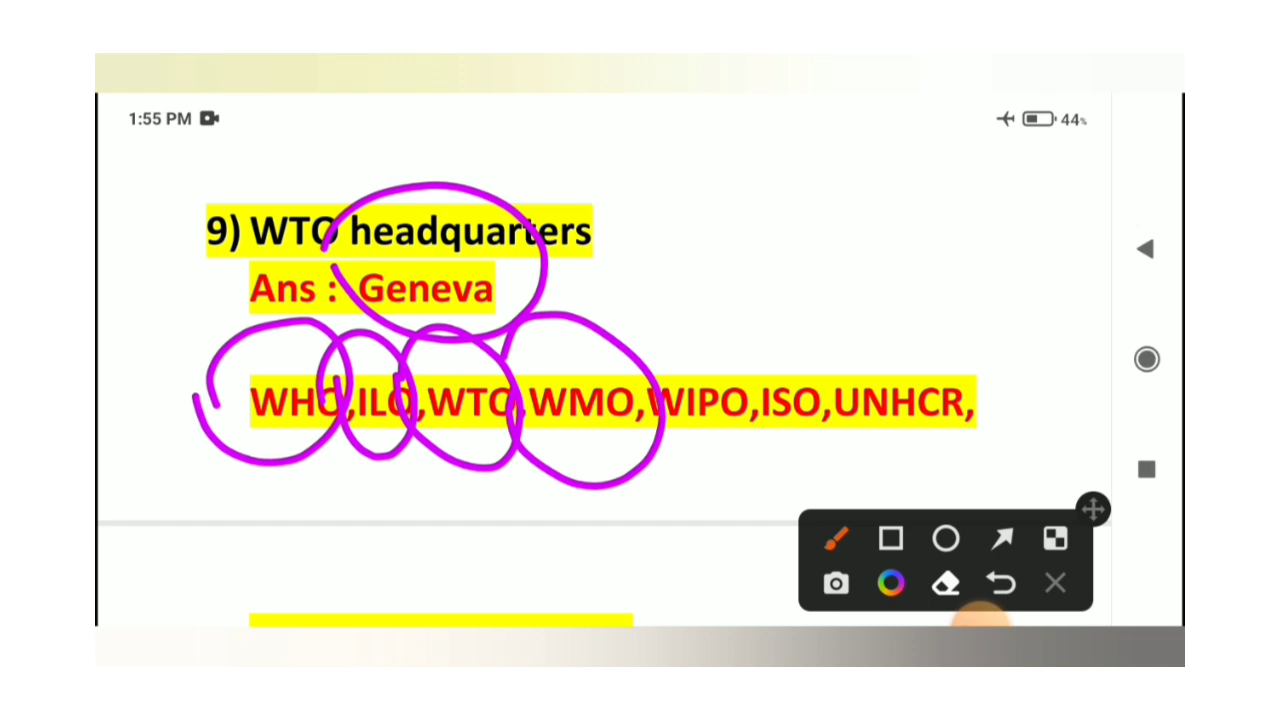 1:55 PM 44%
9) WTO headquarters
Ans : Geneva
WHO,ILO,WTO,WMO,WIPO,ISO,UNHCR,